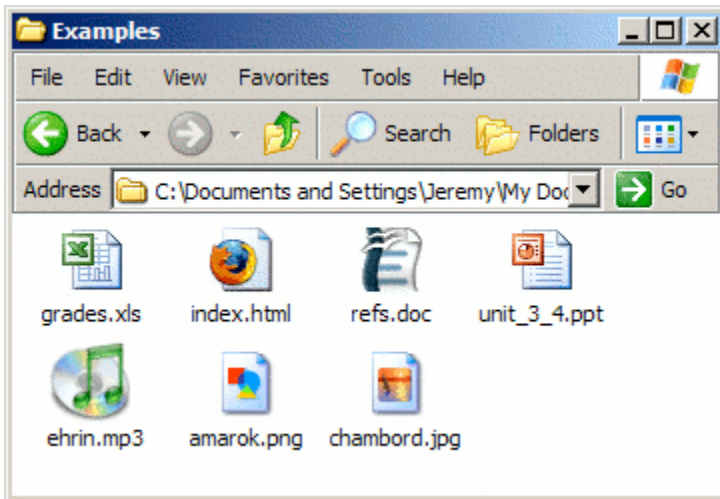 Examples
File Edit View Favorites Tools Help
Back Search Folders
Address C:\Documents and Settings\Jeremy\My Doc Go
grades.xls index.html refs.doc unit_3_4.ppt
ehrin.mp3 amarok.png chambord.jpg